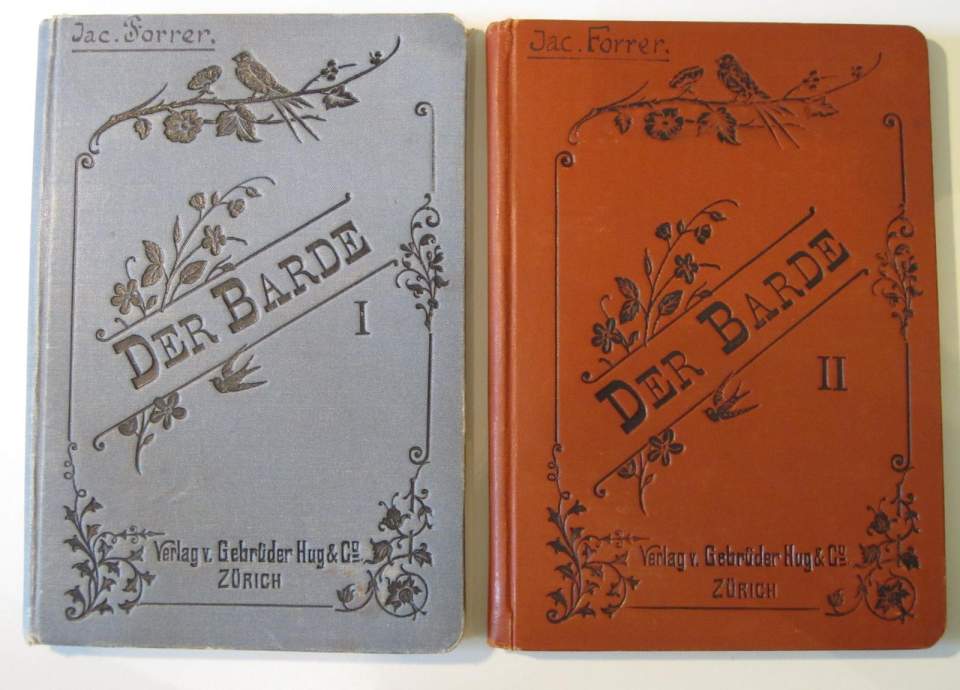 Jac. Forrer.
DER BARDE
I
Verlag v. Gebrüder Hug & Co
ZÜRICH
Jac. Forrer.
DER BARDE
II
Verlag v. Gebrüder Hug & Co
ZÜRICH